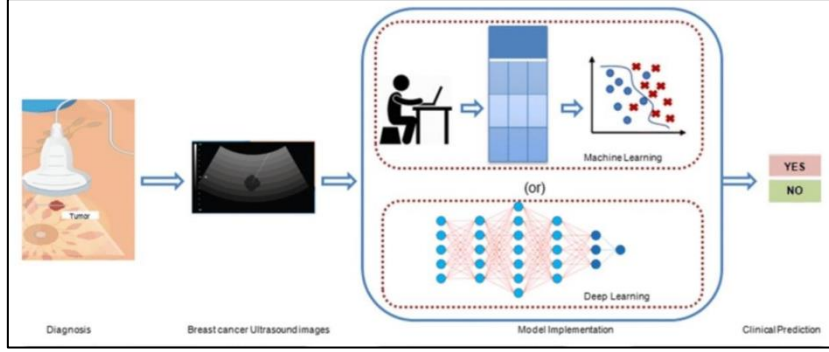 Tumor
Machine Learning
(or)
Deep Learning
YES
NO
Diagnosis
Breast cancer Ultrasound images
Model Implementation
Clinical Prediction